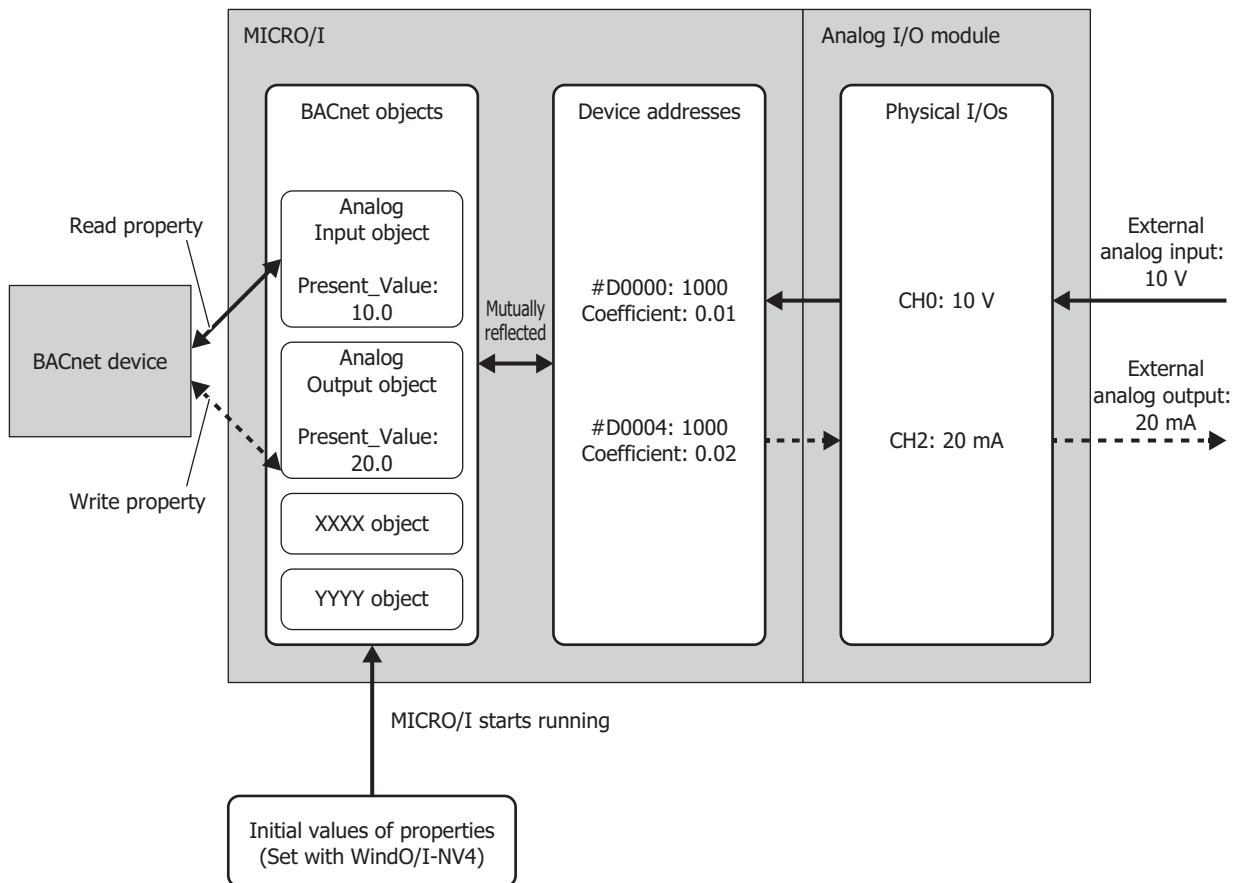 MICRO/I
Analog I/O module
BACnet objects
Device addresses
Physical I/Os
Read property
Analog
Input object
Present_Value:
10.0
#D0000: 1000
Coefficient: 0.01
CH0: 10 V
External
analog input:
10 V
Mutually
reflected
BACnet device
Analog
Output object
Present_Value:
20.0
#D0004: 1000
Coefficient: 0.02
CH2: 20 mA
External
analog output:
20 mA
Write property
XXXX object
YYYY object
MICRO/I starts running
Initial values of properties
(Set with WindO/I-NV4)